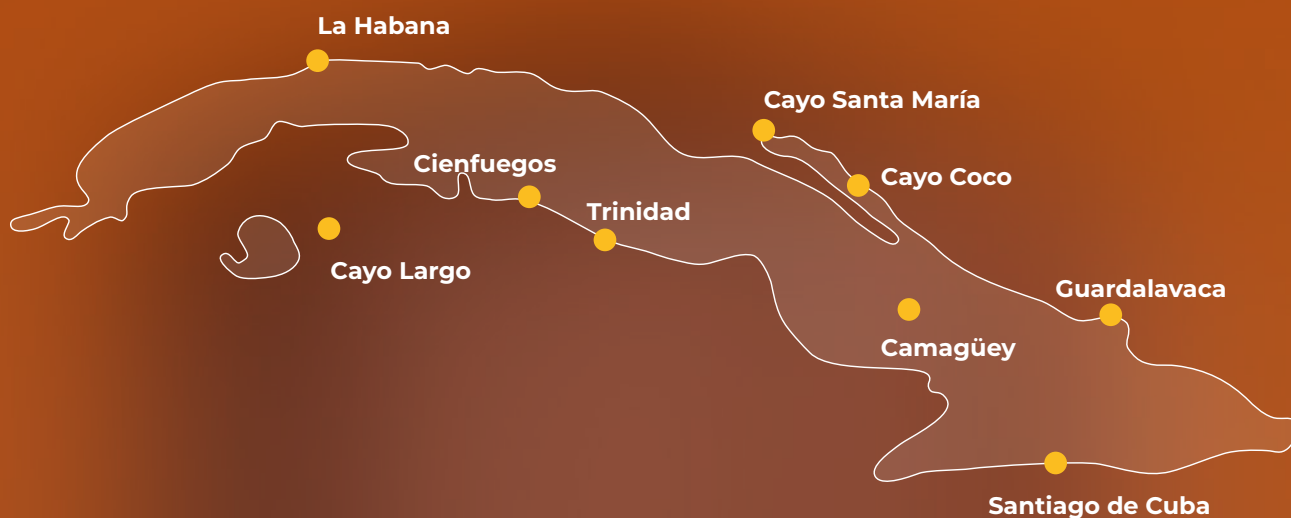 La Habana
Cayo Santa María
Cienfuegos
Cayo Coco
Trinidad
Cayo Largo
Guardalavaca
Camagüey
Santiago de Cuba